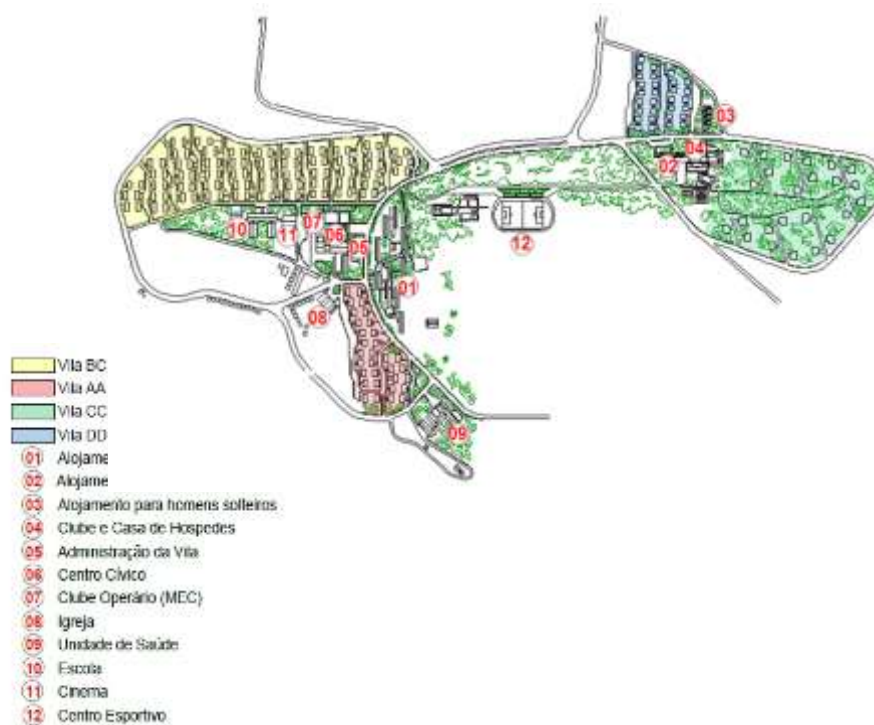 03
04
02
10
11
07
06
05
12
01
08
09
Vila BC
Vila AA
Vila CC
Vila DD
01 Alojame
02 Alojame
03 Alojamento para homens solteiros
04 Clube e Casa de Hospedes
05 Administração da Vila
06 Centro Cívico
07 Clube Operário (MEC)
08 Igreja
09 Unidade de Saúde
10 Escola
11 Cinema
12 Centro Esportivo